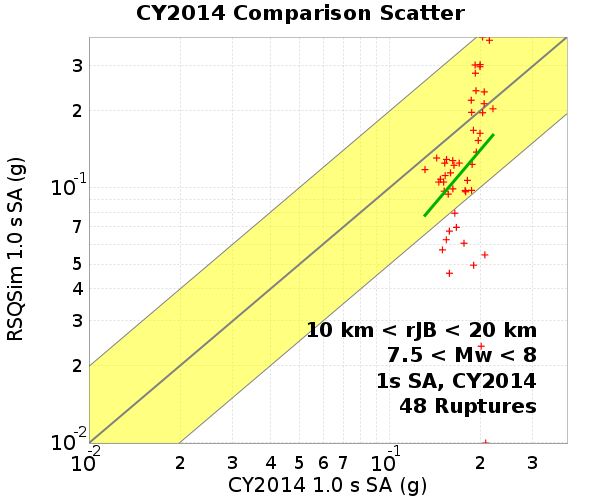 CY2014 Comparison Scatter
RSQSim 1.0 s SA (g)
3
2
10^-1
7
5
4
3
2
10^-2
10 km < rJB < 20 km
7.5 < Mw < 8
1s SA, CY2014
48 Ruptures
10^-2 2 3 4 5 6 7 10^-1 2 3
CY2014 1.0 s SA (g)